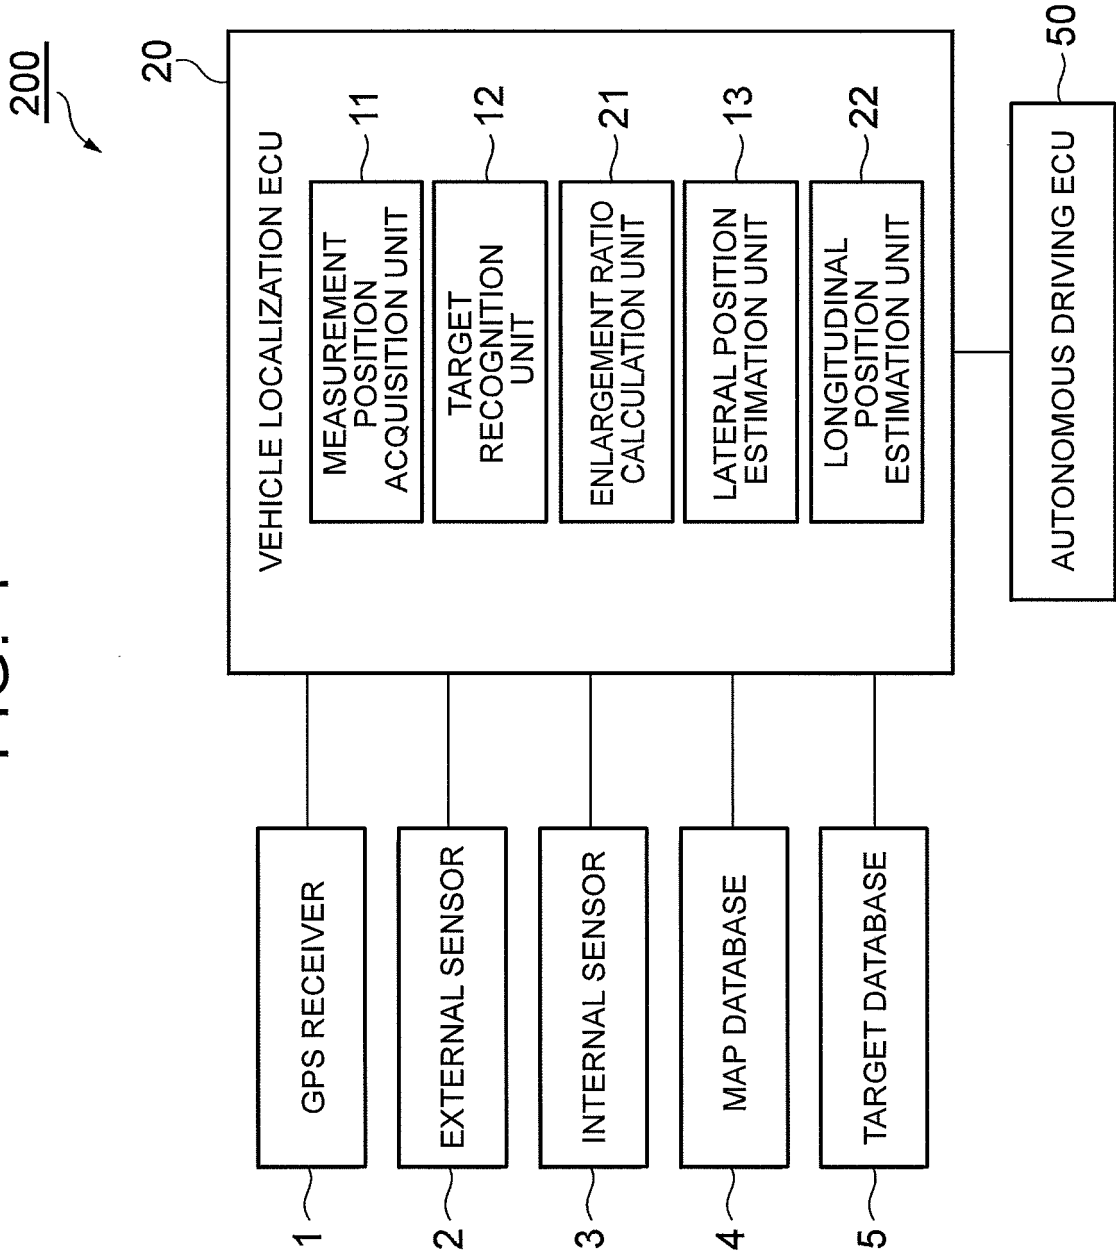 200
20
VEHICLE LOCALIZATION ECU
1
GPS RECEIVER
MEASUREMENT
POSITION
ACQUISITION UNIT
11
2
EXTERNAL SENSOR
TARGET
RECOGNITION
UNIT
12
3
INTERNAL SENSOR
ENLARGEMENT RATIO
CALCULATION UNIT
21
4
MAP DATABASE
LATERAL POSITION
ESTIMATION UNIT
13
5
TARGET DATABASE
LONGITUDINAL
POSITION
ESTIMATION UNIT
22
AUTONOMOUS DRIVING ECU
50